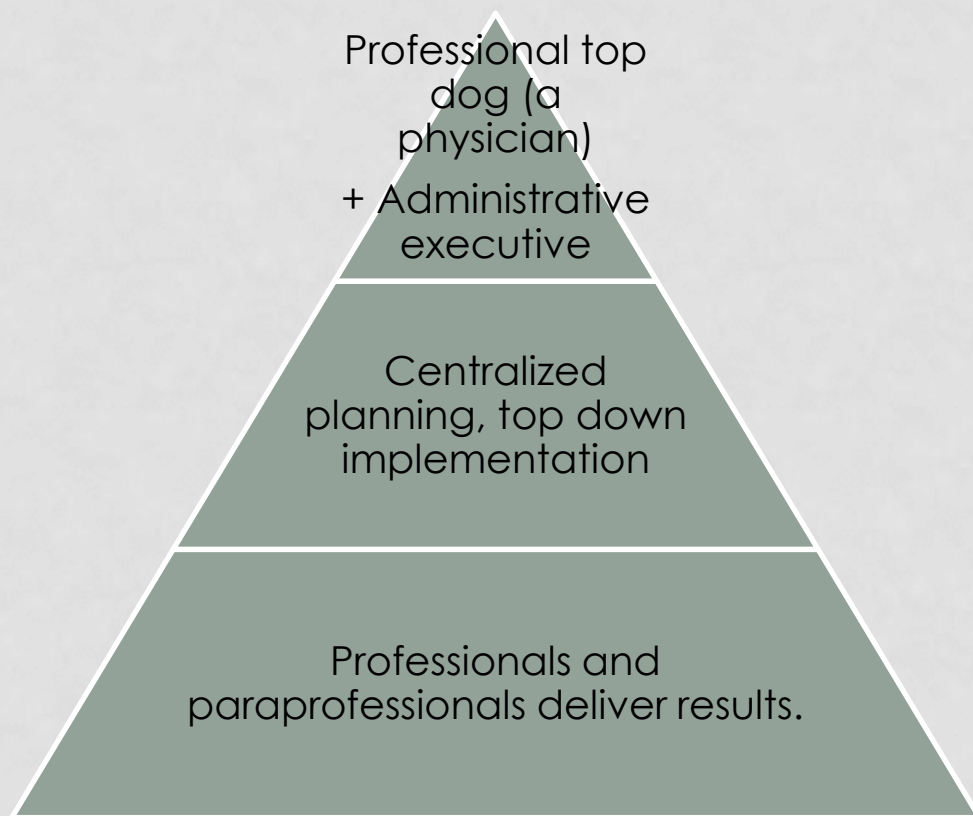 Professional top
dog (a
physician)
+ Administrative
executive
Centralized
planning, top down
implementation
Professionals and
paraprofessionals deliver results.